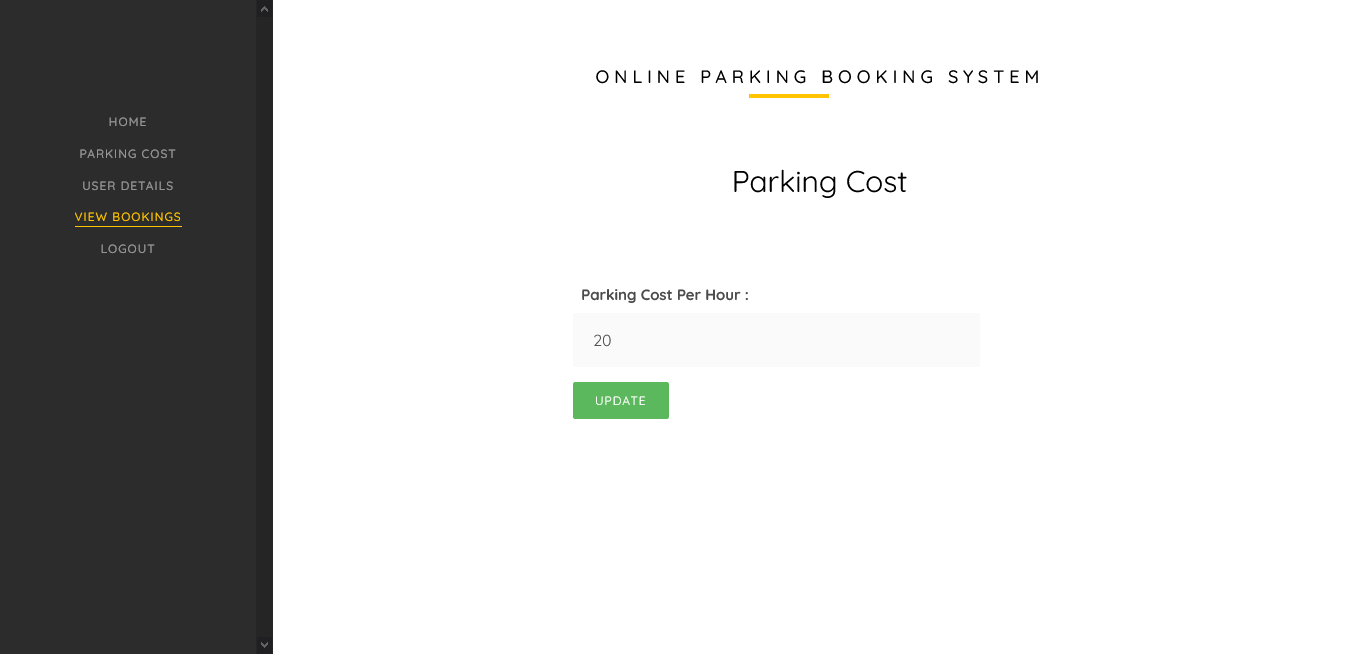 HOME
PARKING COST
USER DETAILS
VIEW BOOKINGS
LOGOUT
ONLINE PARKING BOOKING SYSTEM
Parking Cost
Parking Cost Per Hour :
20
UPDATE